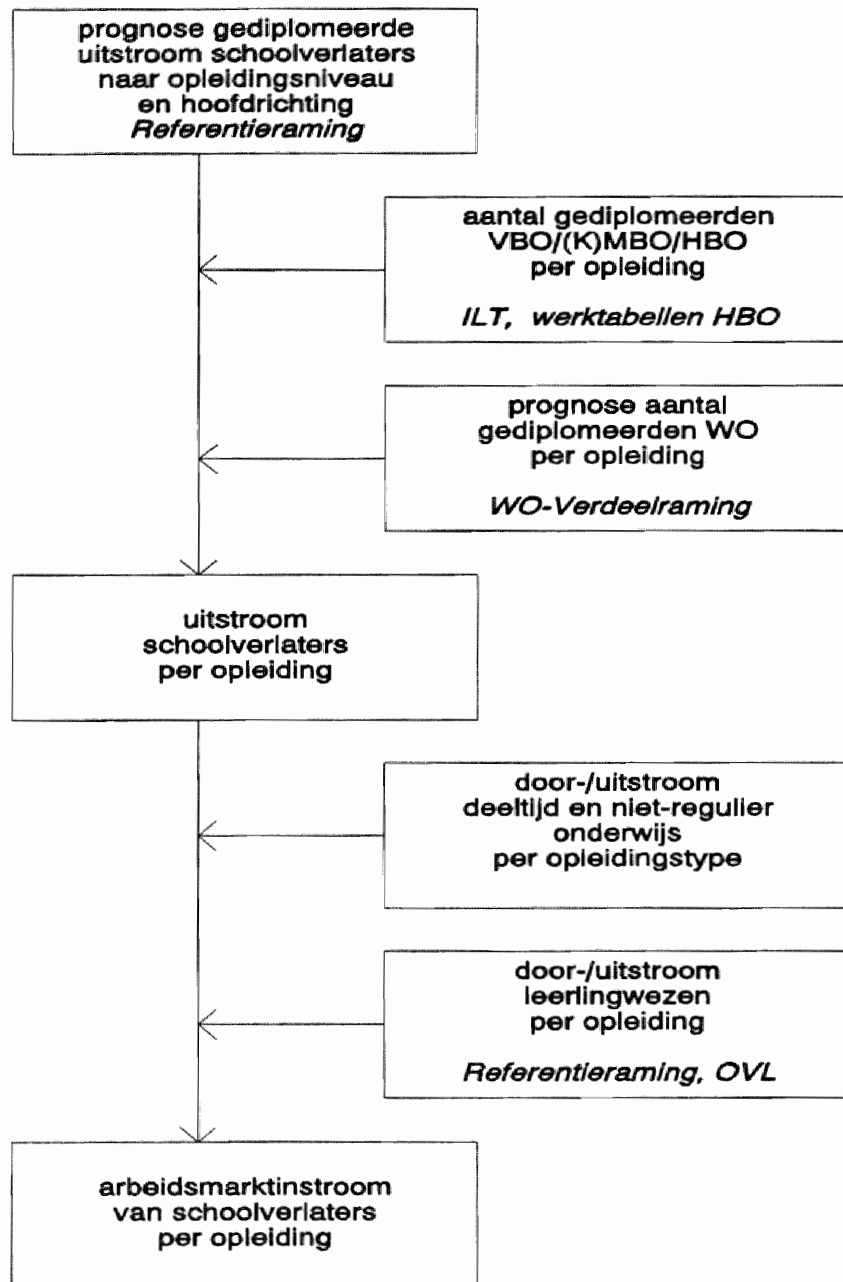 prognose gediplomeerde
uitstroom schoolverlaters
naar opleidingsniveau
en hoofdrichting
Referentieraming
aantal gediplomeerden
VBO/(K)MBO/HBO
per opleiding
ILT, werktabellen HBO
prognose aantal
gediplomeerden WO
per opleiding
WO-Verdeelraming
uitstroom
schoolverlaters
per opleiding
door-/uitstroom
deeltijd en niet-regulier
onderwijs
per opleidingstype
door-/uitstroom
leerlingwezen
per opleiding
Referentieraming, OVL
arbeidsmarktinstroom
van schoolverlaters
per opleiding